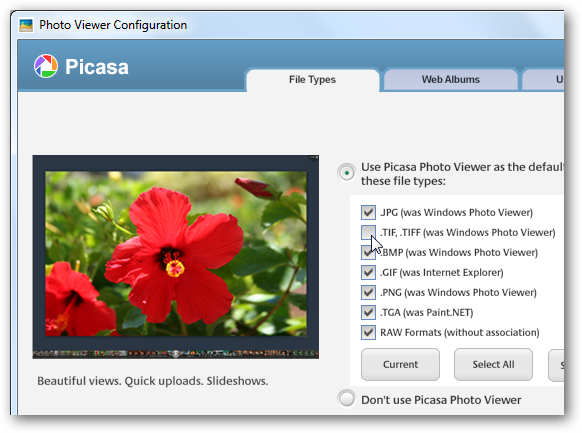 Photo Viewer Configuration
Picasa
File Types
Web Albums
U
Use Picasa Photo Viewer as the default
these file types:
.JPG (was Windows Photo Viewer)
.TIF, .TIFF (was Windows Photo Viewer)
.BMP (was Windows Photo Viewer)
.GIF (was Internet Explorer)
.PNG (was Windows Photo Viewer)
.TGA (was Paint.NET)
RAW Formats (without association)
Current
Select All
S
Beautiful views. Quick uploads. Slideshows.
Don't use Picasa Photo Viewer